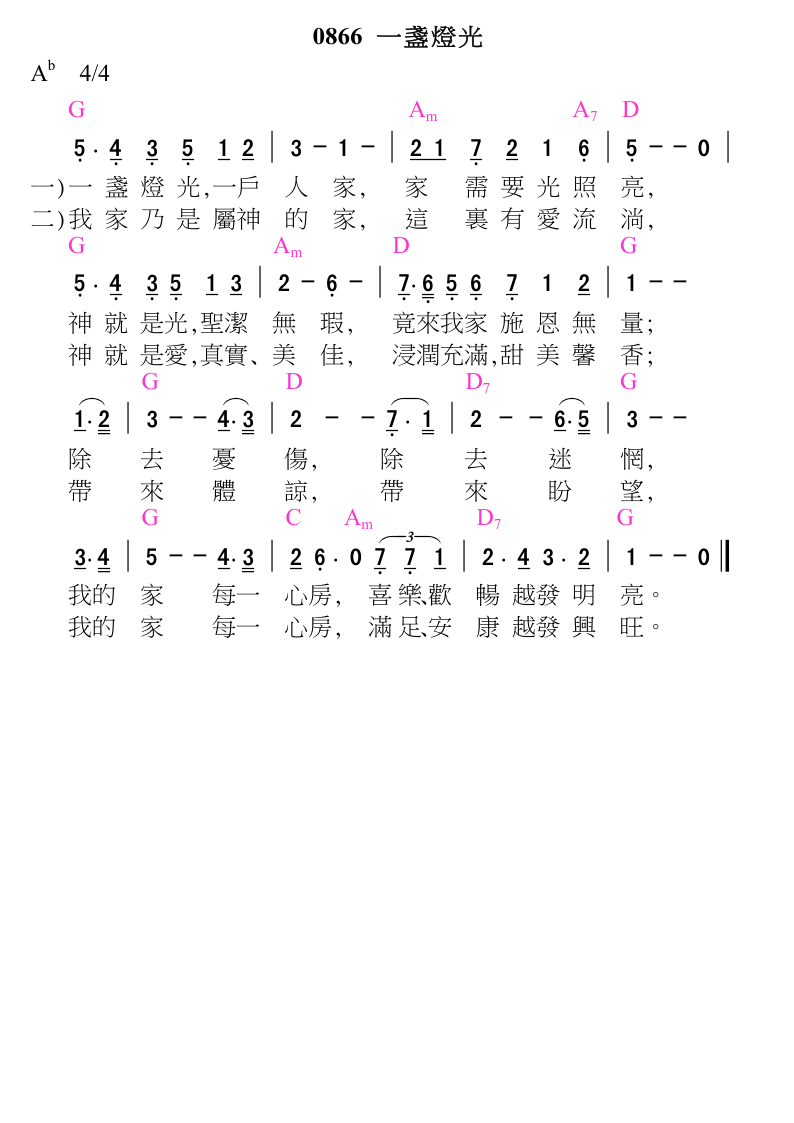 0866 一盞燈光
A♭ 4/4
G Am A7 D
5· 4 3 5 1 2 | 3 - 1 - | 2 1 7 2 1 6 | 5 - - 0 |
一)一盞燈光,一戶人家, 家需要光照亮,
二)我家乃是屬神的家, 這裏有愛流淌,
G Am D G
5· 4 3 5 1 3 | 2 - 6 - | 7· 6 5 6 7 1 2 | 1 - -
神就是光,聖潔無瑕, 竟來我家施恩無量;
神就是愛,真實、美佳, 浸潤充滿,甜美馨香;
G D D7 G
1· 2 | 3 - - 4· 3 | 2 - - 7· 1 | 2 - - 6· 5 | 3 - -
除去憂傷, 除去迷惘,
帶來體諒, 帶來盼望,
G C Am D7 G
3· 4 | 5 - - 4· 3 | 2 6· 0 7 7 1 3 | 2· 4 3· 2 | 1 - - 0
我的家每一心房, 喜樂、歡暢越發明亮。
我的家每一心房, 滿足、安康越發興旺。